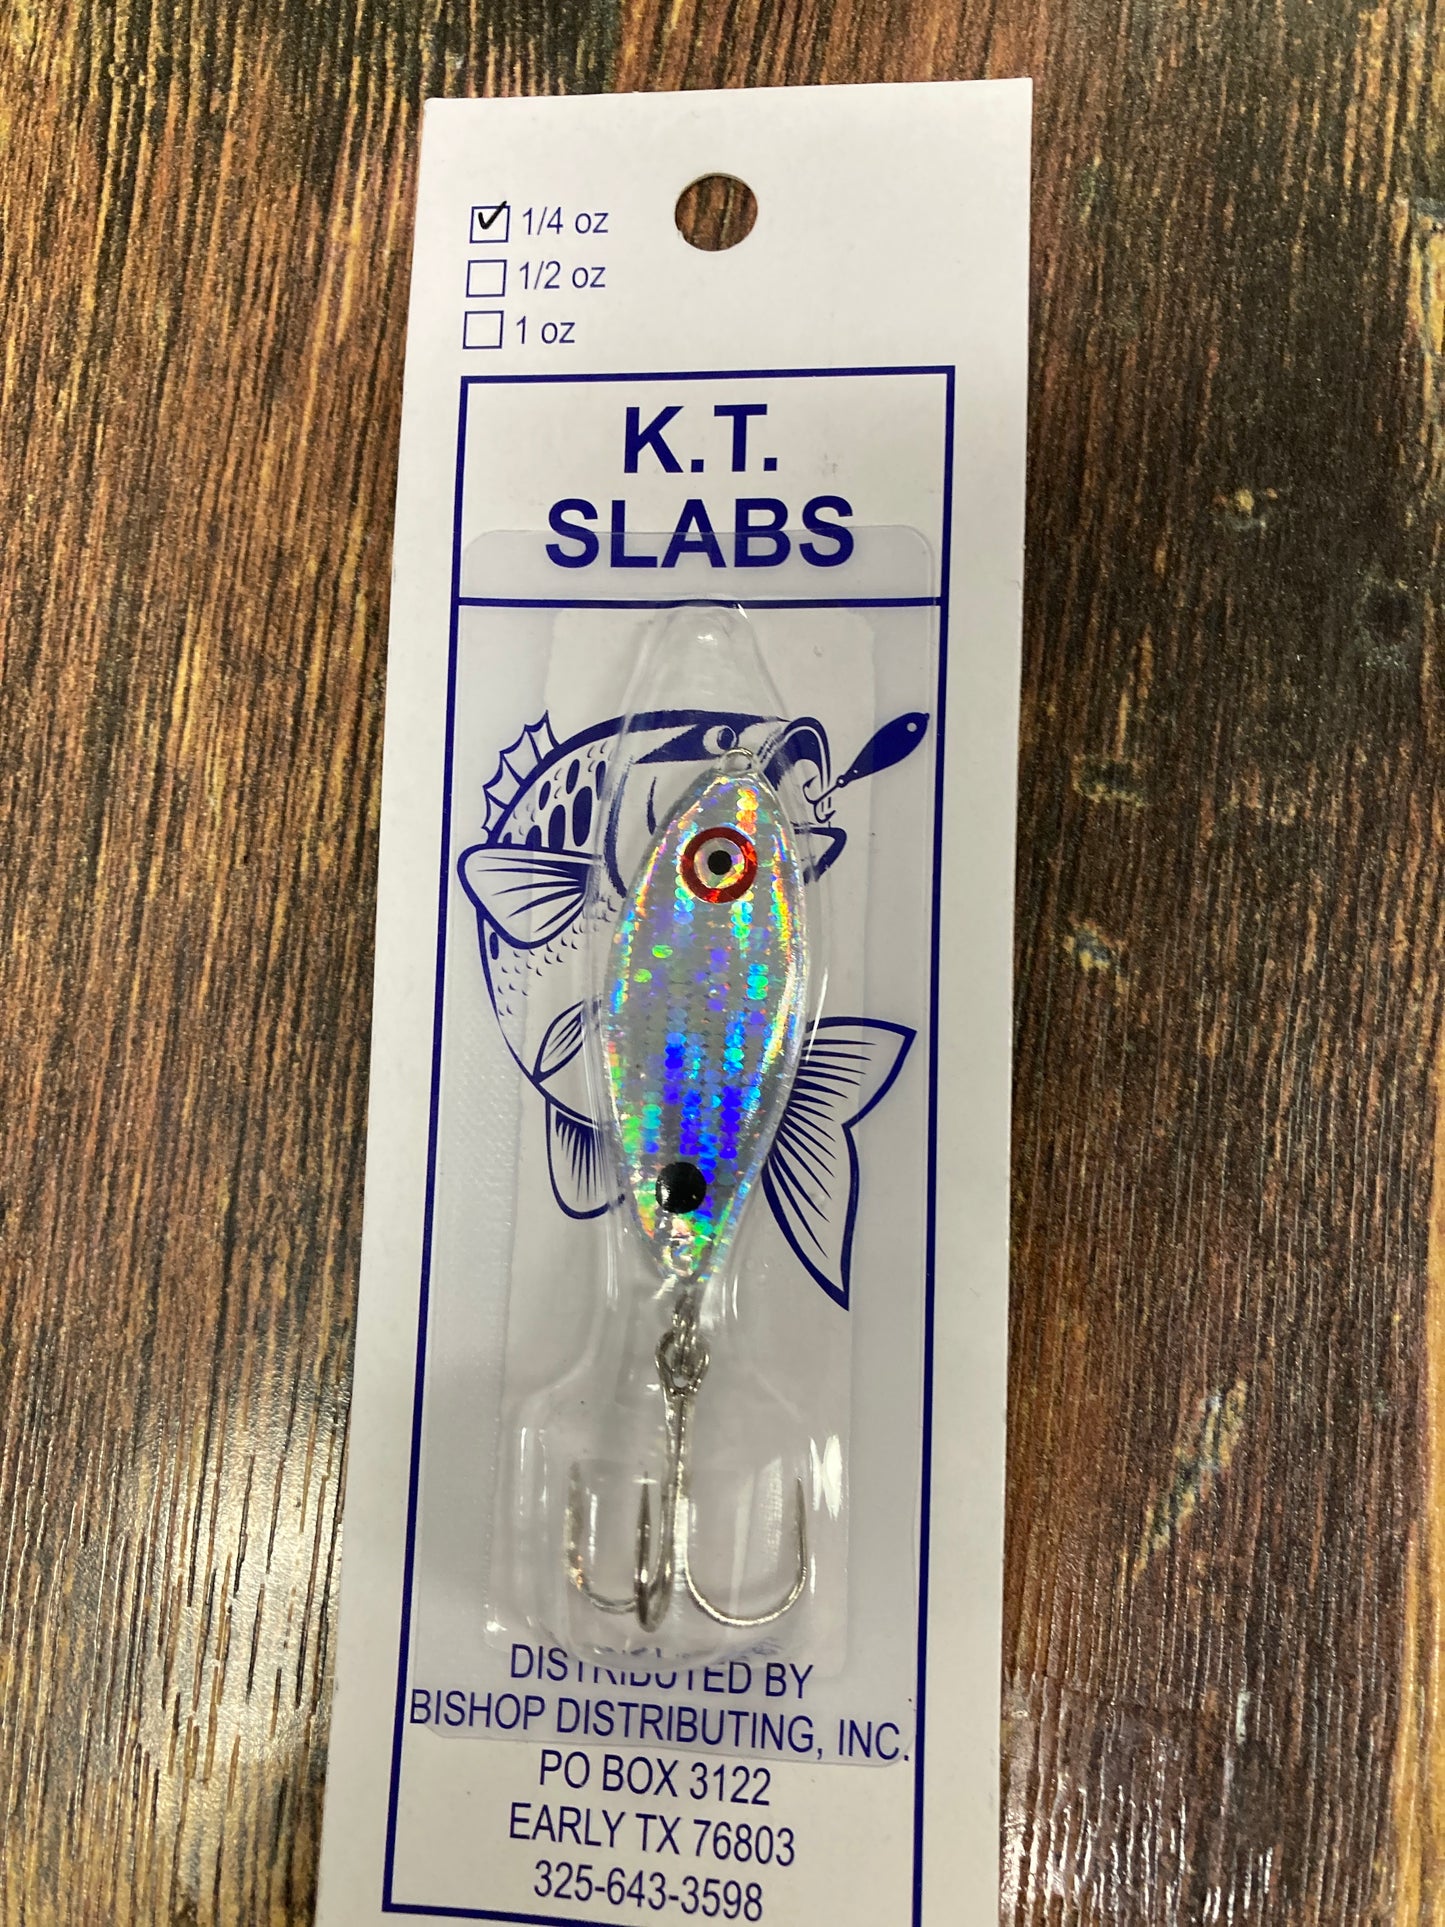 1/4 oz
1/2 oz
1 oz
K.T.
SLABS
DISTRIBUTED BY
BISHOP DISTRIBUTING, INC.
PO BOX 3122
EARLY TX 76803
325-643-3598